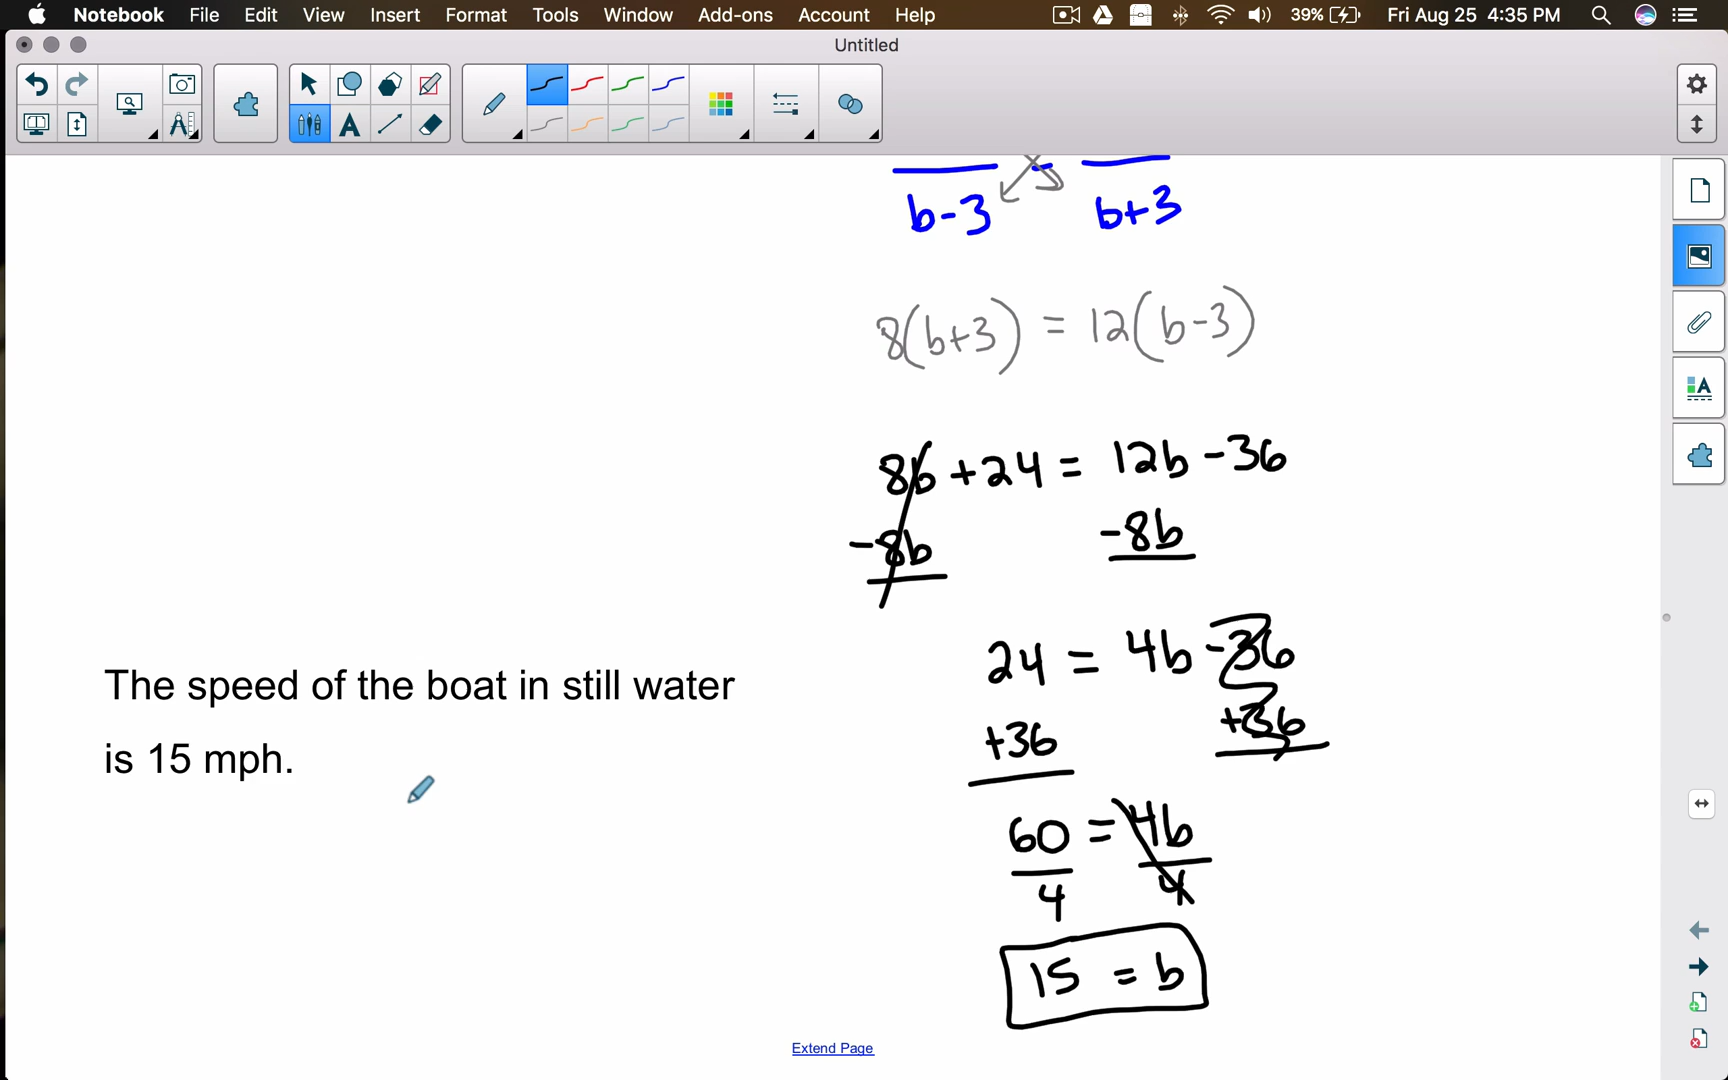 Notebook File Edit View Insert Format Tools Window Add-ons Account Help 39% Fri Aug 25 4:35 PM
Untitled
=
b-3 b+3
8(b+3) = 12(b-3)
8b +24 = 12b -36
-8b -8b
24 = 4b -36
+36 +36
60 = 4b
4 4
15 = b
The speed of the boat in still water
is 15 mph.
Extend Page